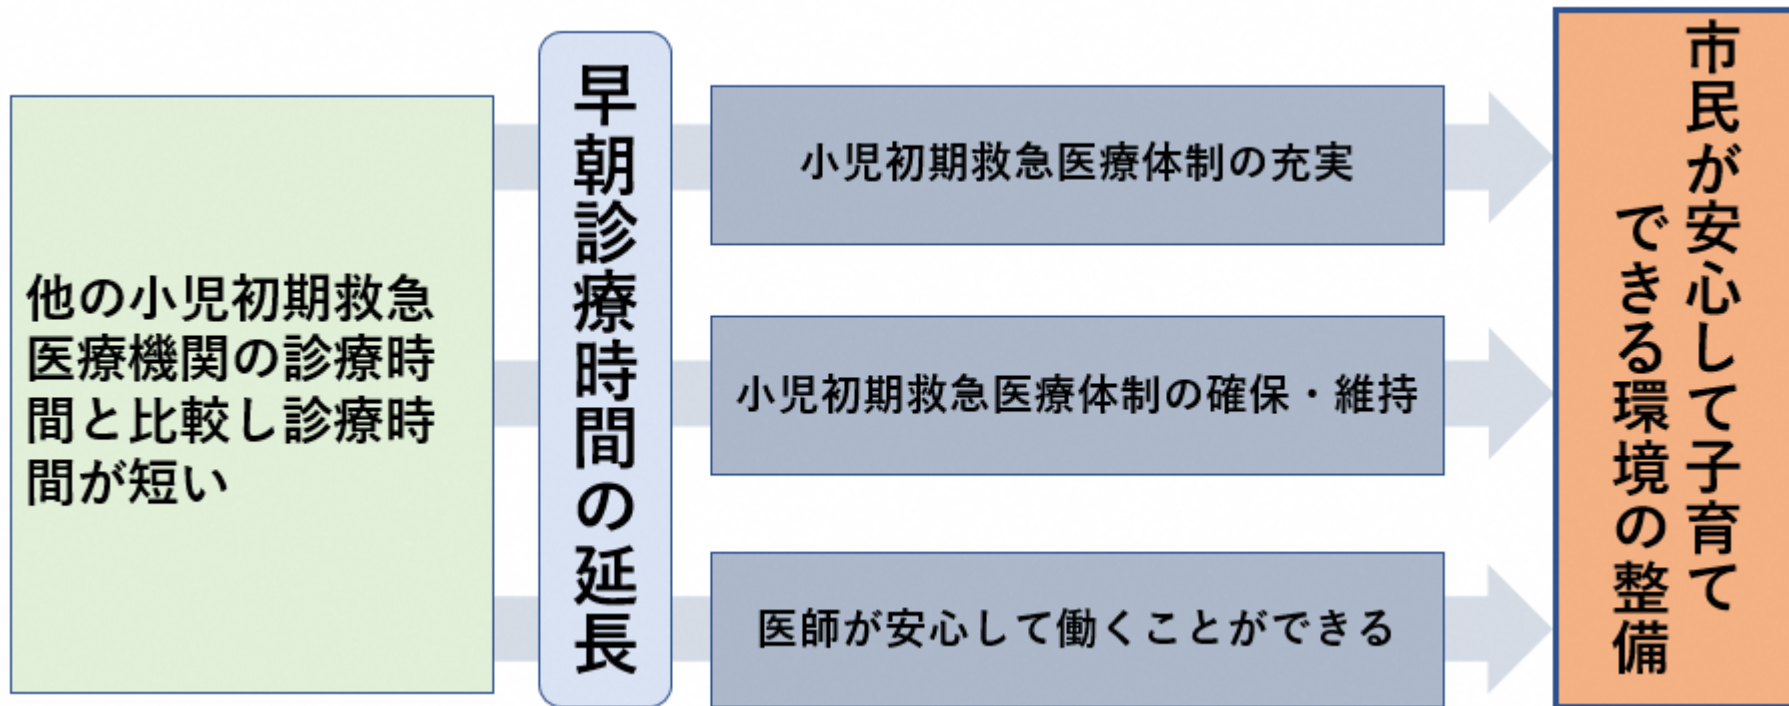 他の小児初期救急
医療機関の診療時
間と比較し診療時
間が短い
早朝診療時間の延長
小児初期救急医療体制の充実
小児初期救急医療体制の確保・維持
医師が安心して働くことができる
市民が安心して子育て
できる環境の整備